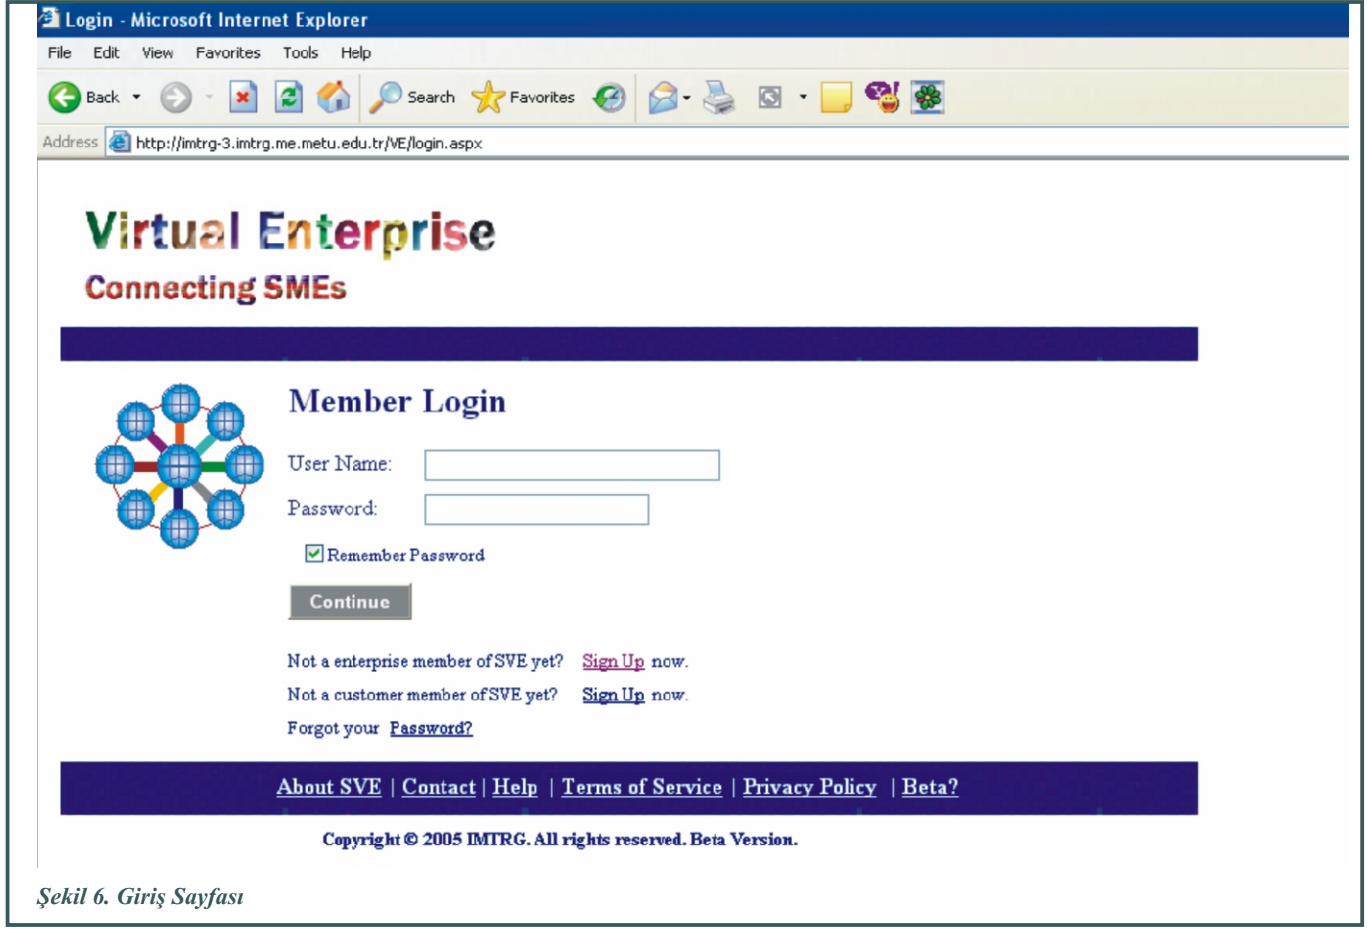 Login - Microsoft Internet Explorer
File Edit View Favorites Tools Help
Back Search Favorites
Address http://imtrg-3.imtrg.me.metu.edu.tr/VE/login.aspx
Virtual Enterprise
Connecting SMEs
Member Login
User Name:
Password:
Remember Password
Continue
Not a enterprise member of SVE yet? Sign Up now.
Not a customer member of SVE yet? Sign Up now.
Forgot your Password?
About SVE | Contact | Help | Terms of Service | Privacy Policy | Beta?
Copyright © 2005 IMTRG. All rights reserved. Beta Version.
Şekil 6. Giriş Sayfası